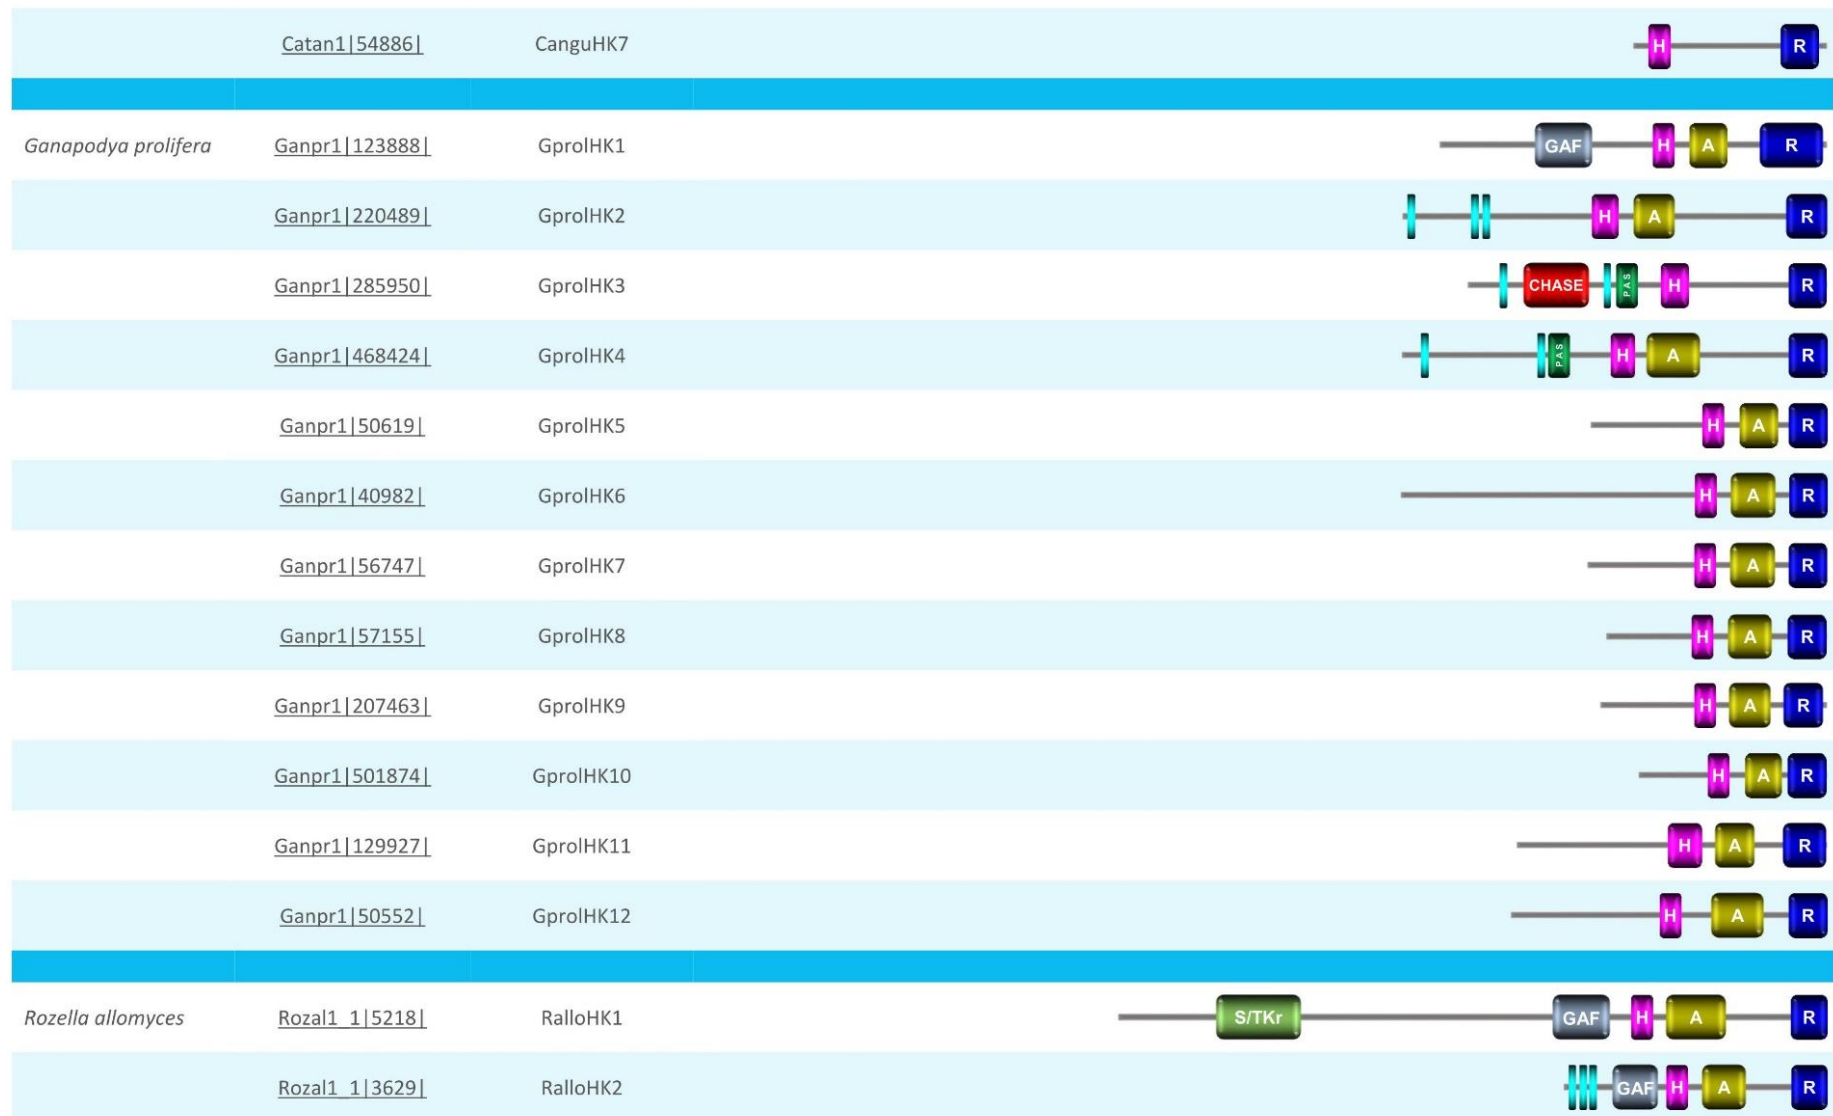 Catan1|54886| CanguHK7 H R
Ganapodya prolifera Ganpr1|123888| GprolHK1 GAF H A R
Ganpr1|220489| GprolHK2 H A R
Ganpr1|285950| GprolHK3 CHASE PAS H R
Ganpr1|468424| GprolHK4 PAS H A R
Ganpr1|50619| GprolHK5 H A R
Ganpr1|40982| GprolHK6 H A R
Ganpr1|56747| GprolHK7 H A R
Ganpr1|57155| GprolHK8 H A R
Ganpr1|207463| GprolHK9 H A R
Ganpr1|501874| GprolHK10 H A R
Ganpr1|129927| GprolHK11 H A R
Ganpr1|50552| GprolHK12 H A R
Rozella allomyces Rozal1_1|5218| RalloHK1 S/TKr GAF H A R
Rozal1_1|3629| RalloHK2 GAF H A R